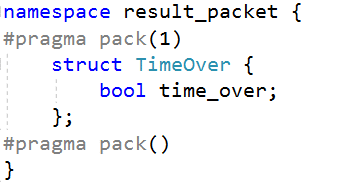 namespace result_packet {
#pragma pack(1)
    struct TimeOver {
        bool time_over;
    };
#pragma pack()
}